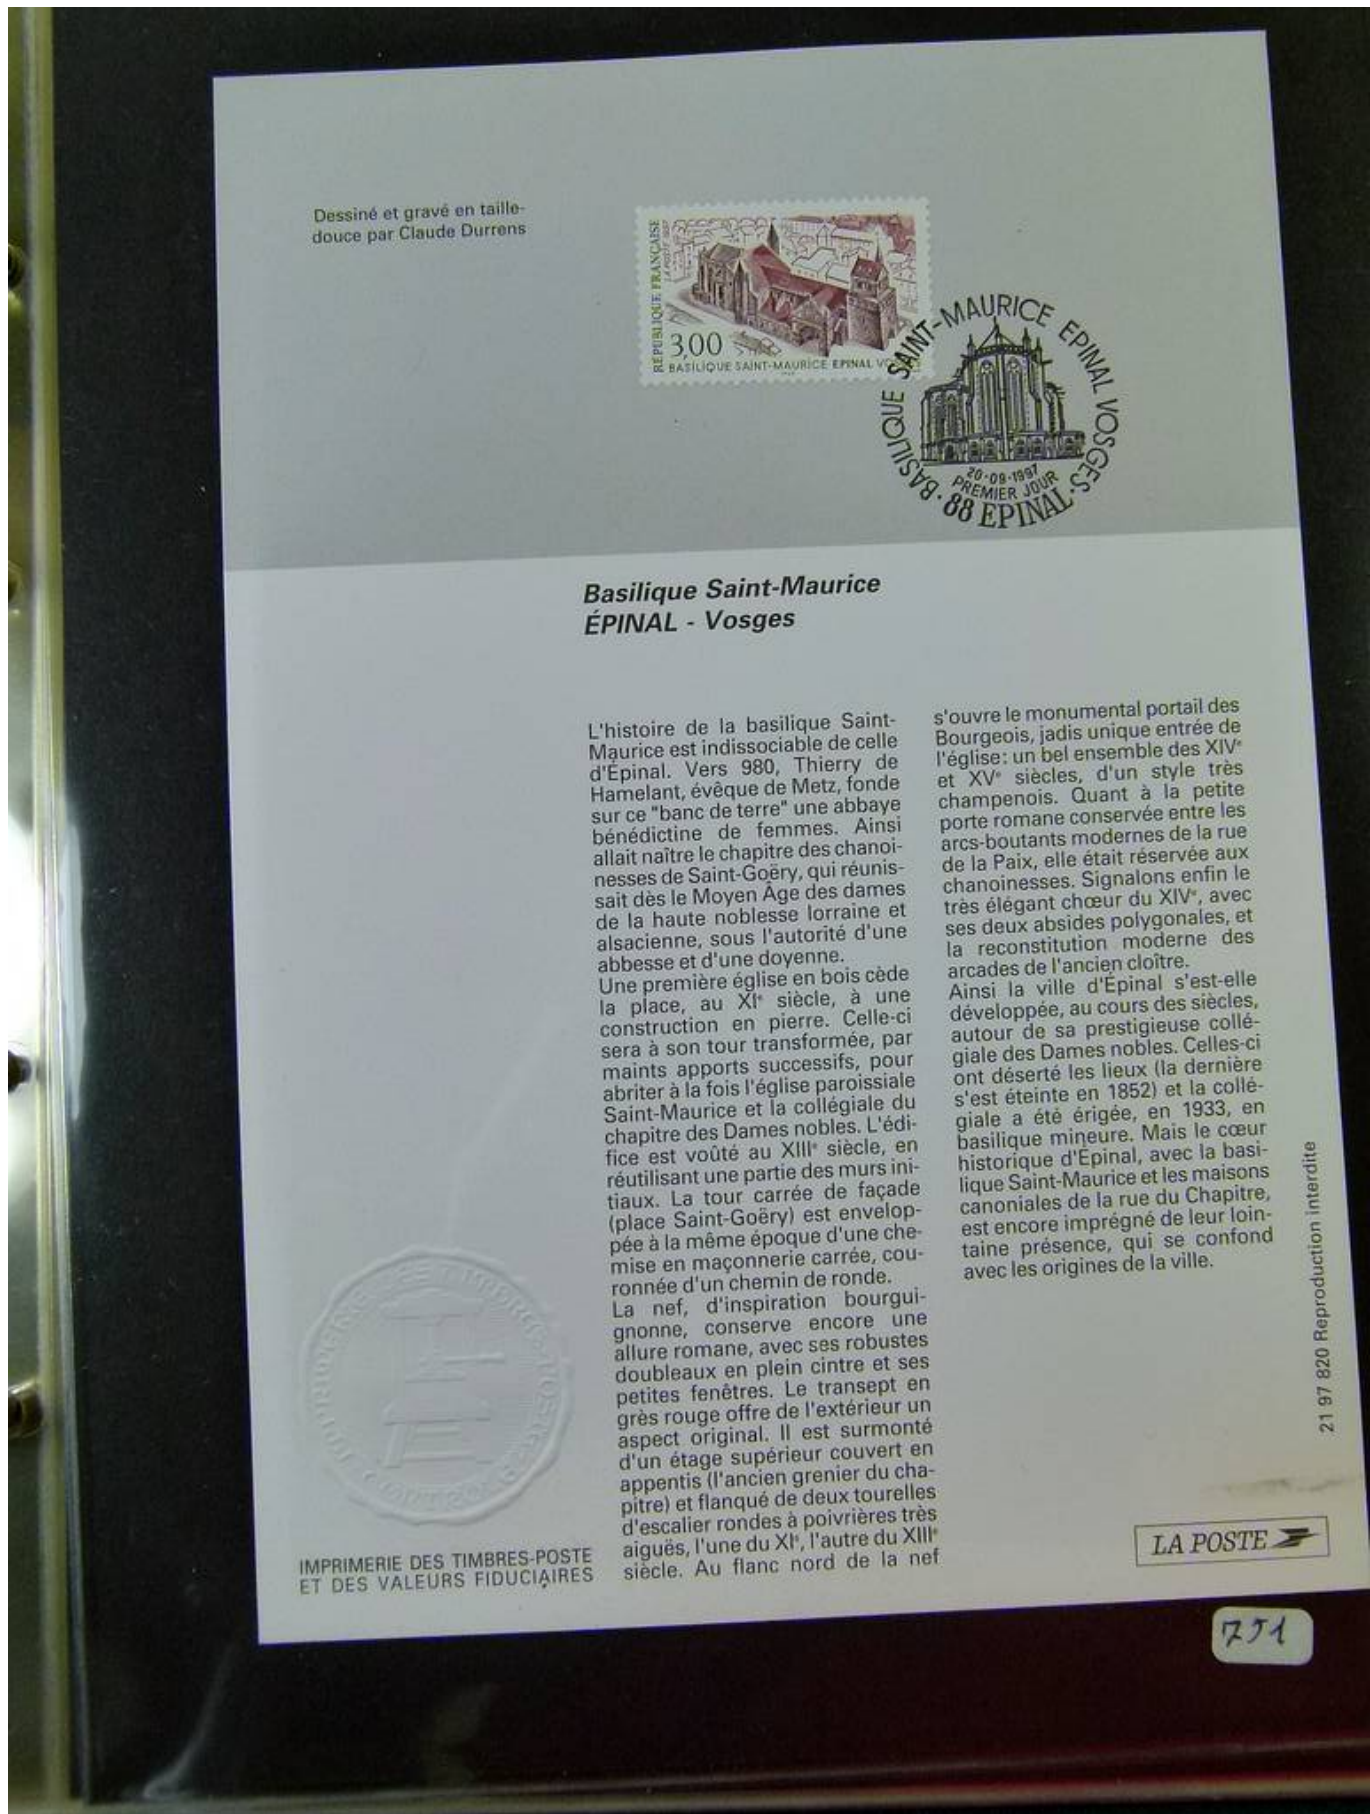 Dessiné et gravé en taille-
douce par Claude Durrens
REPUBLIQUE FRANÇAISE
LA POSTE 1997
3,00
BASILIQUE SAINT-MAURICE EPINAL
BASILIQUE SAINT-MAURICE EPINAL VOSGES
20-09-1997
PREMIER JOUR
88 EPINAL
Basilique Saint-Maurice
ÉPINAL - Vosges
L'histoire de la basilique Saint-
Maurice est indissociable de celle
d'Épinal. Vers 980, Thierry de
Hamelant, évêque de Metz, fonde
sur ce "banc de terre" une abbaye
bénédictine de femmes. Ainsi
allait naître le chapitre des chanoi-
nesses de Saint-Goëry, qui réunis-
sait dès le Moyen Âge des dames
de la haute noblesse lorraine et
alsacienne, sous l'autorité d'une
abbesse et d'une doyenne.
Une première église en bois cède
la place, au XIe siècle, à une
construction en pierre. Celle-ci
sera à son tour transformée, par
maints apports successifs, pour
abriter à la fois l'église paroissiale
Saint-Maurice et la collégiale du
chapitre des Dames nobles. L'édi-
fice est voûté au XIIIe siècle, en
réutilisant une partie des murs ini-
tiaux. La tour carrée de façade
(place Saint-Goëry) est envelop-
pée à la même époque d'une che-
mise en maçonnerie carrée, cou-
ronnée d'un chemin de ronde.
La nef, d'inspiration bourgui-
gnonne, conserve encore une
allure romane, avec ses robustes
doubleaux en plein cintre et ses
petites fenêtres. Le transept en
grès rouge offre de l'extérieur un
aspect original. Il est surmonté
d'un étage supérieur couvert en
appentis (l'ancien grenier du cha-
pitre) et flanqué de deux tourelles
d'escalier rondes à poivrières très
aiguës, l'une du XIe, l'autre du XIIIe
siècle. Au flanc nord de la nef
s'ouvre le monumental portail des
Bourgeois, jadis unique entrée de
l'église: un bel ensemble des XIVe
et XVe siècles, d'un style très
champenois. Quant à la petite
porte romane conservée entre les
arcs-boutants modernes de la rue
de la Paix, elle était réservée aux
chanoinesses. Signalons enfin le
très élégant chœur du XIVe, avec
ses deux absides polygonales, et
la reconstitution moderne des
arcades de l'ancien cloître.
Ainsi la ville d'Épinal s'est-elle
développée, au cours des siècles,
autour de sa prestigieuse collé-
giale des Dames nobles. Celles-ci
ont déserté les lieux (la dernière
s'est éteinte en 1852) et la collé-
giale a été érigée, en 1933, en
basilique mineure. Mais le cœur
historique d'Épinal, avec la basi-
lique Saint-Maurice et les maisons
canoniales de la rue du Chapitre,
est encore imprégné de leur loin-
taine présence, qui se confond
avec les origines de la ville.
21 97 820 Reproduction interdite
IMPRIMERIE DES TIMBRES-POSTE
ET DES VALEURS FIDUCIAIRES
LA POSTE
751